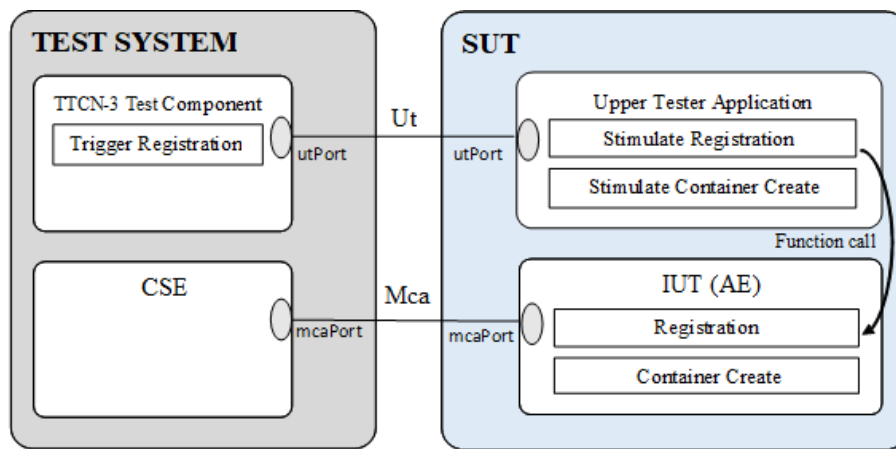 TEST SYSTEM
TTCN-3 Test Component
Trigger Registration
utPort
CSE
mcaPort
Ut
Mca
SUT
Upper Tester Application
Stimulate Registration
utPort
Stimulate Container Create
Function call
IUT (AE)
mcaPort
Registration
Container Create